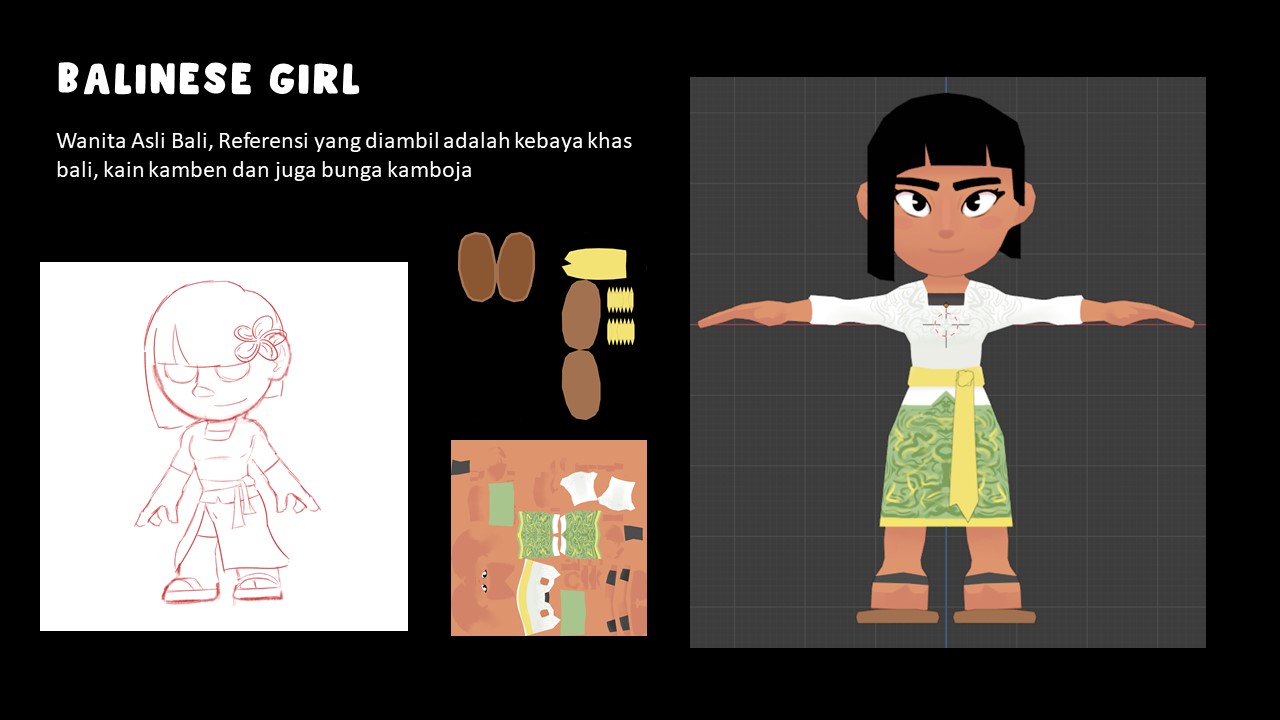 BALINESE GIRL
Wanita Asli Bali, Referensi yang diambil adalah kebaya khas
bali, kain kamben dan juga bunga kamboja